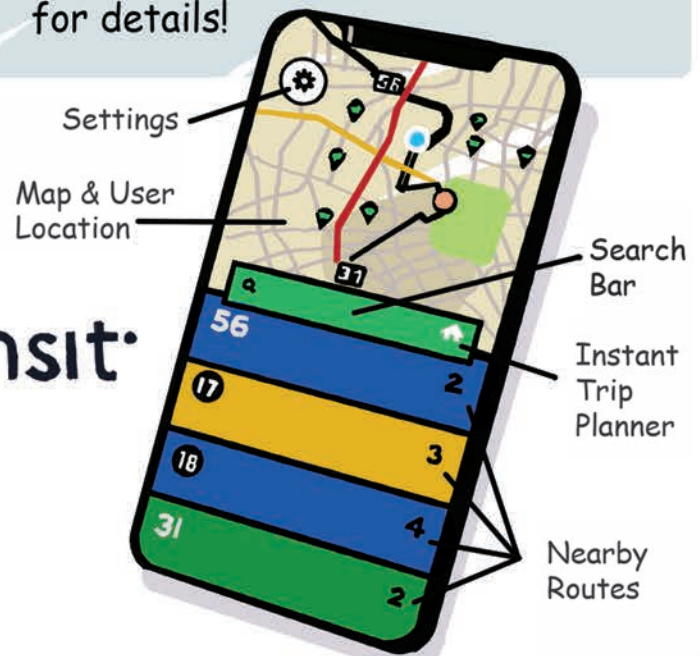 for details!
Settings
56
Map & User
Location
31
Search
Bar
56
2
Instant
Trip
Planner
nsit
17
3
18
4
31
2
Nearby
Routes